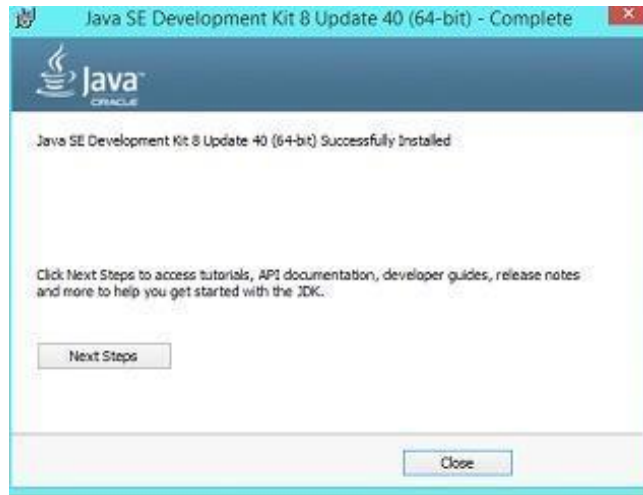 Java SE Development Kit 8 Update 40 (64-bit) - Complete
Java
ORACLE
Java SE Development Kit 8 Update 40 (64-bit) Successfully Installed
Click Next Steps to access tutorials, API documentation, developer guides, release notes
and more to help you get started with the JDK.
Next Steps
Close